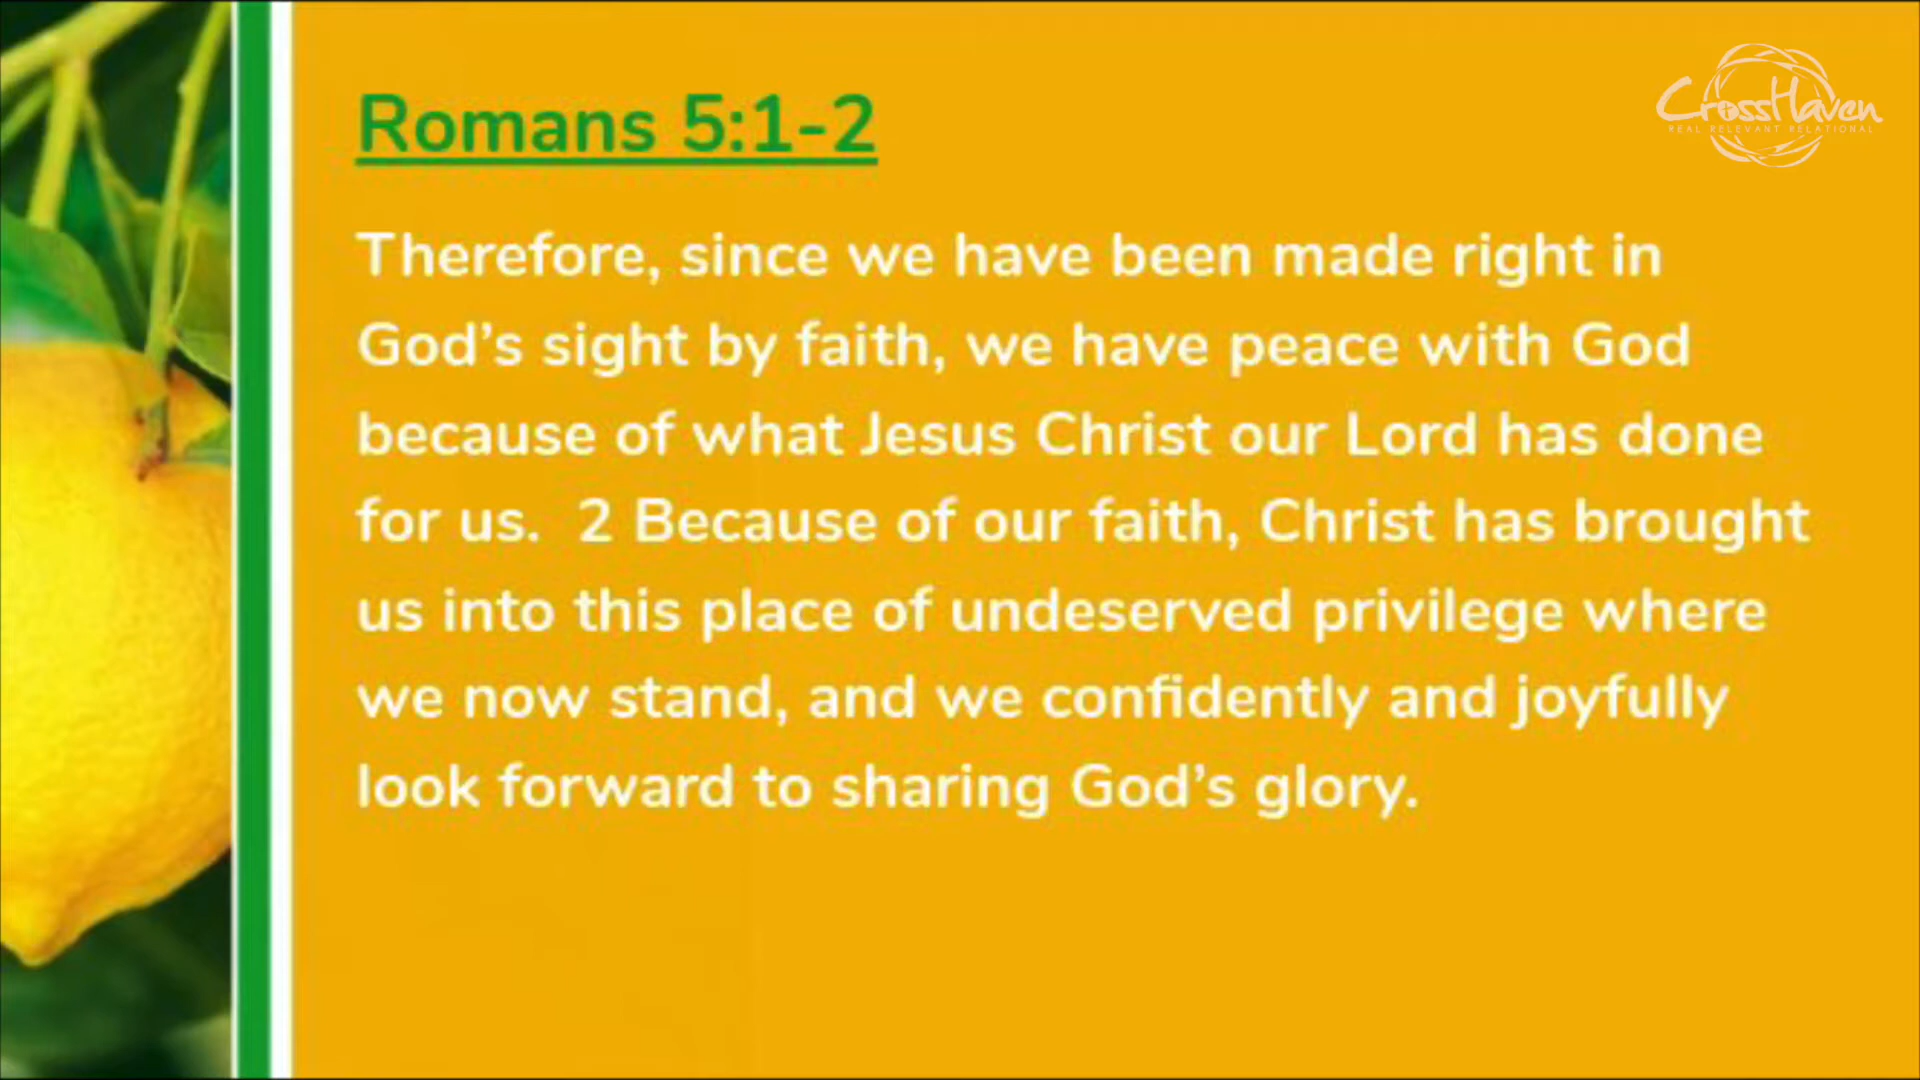 CrossHaven
REAL RELEVANT RELATIONAL
Romans 5:1-2
Therefore, since we have been made right in
God’s sight by faith, we have peace with God
because of what Jesus Christ our Lord has done
for us.  2 Because of our faith, Christ has brought
us into this place of undeserved privilege where
we now stand, and we confidently and joyfully
look forward to sharing God’s glory.